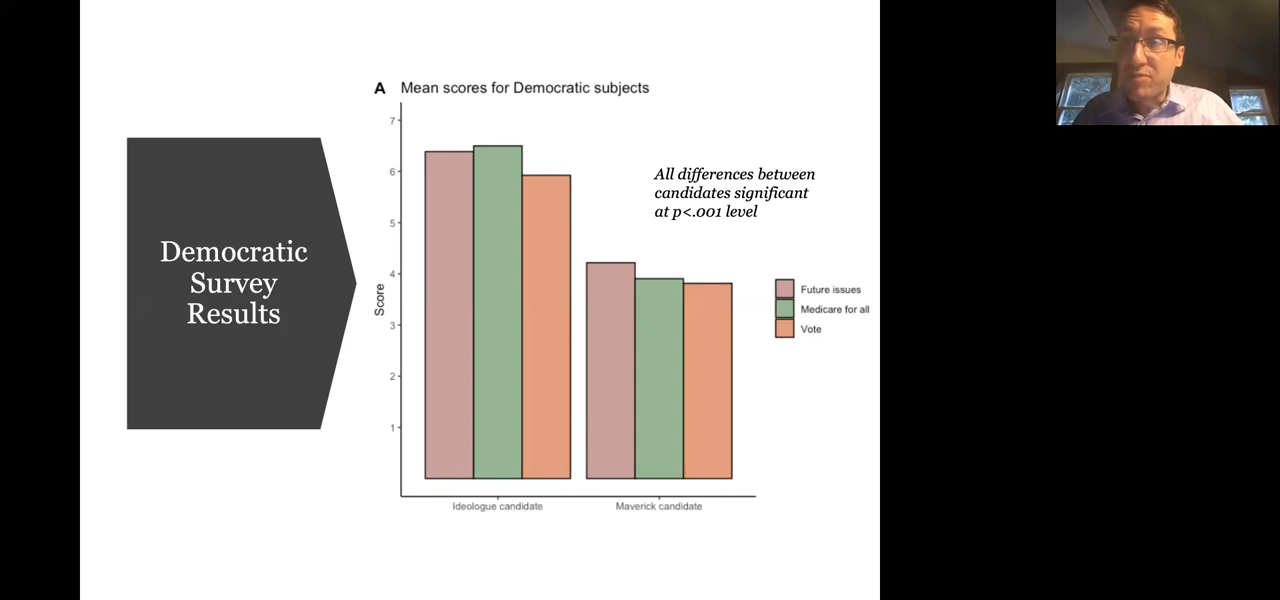 A Mean scores for Democratic subjects
Democratic
Survey
Results
Score
7
6
5
4
3
2
1
All differences between
candidates significant
at p<.001 level
Future issues
Medicare for all
Vote
Ideologue candidate
Maverick candidate